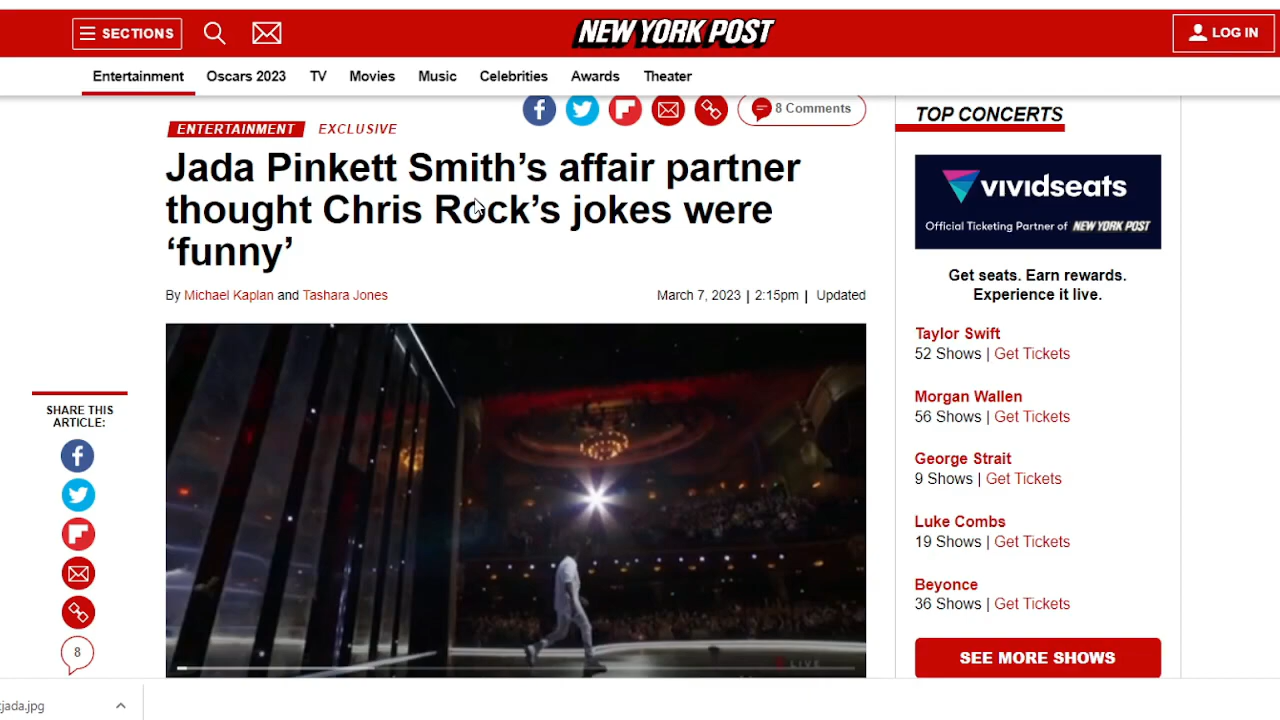 SECTIONS
NEW YORK POST
LOG IN
Entertainment Oscars 2023 TV Movies Music Celebrities Awards Theater
8 Comments
ENTERTAINMENT EXCLUSIVE
Jada Pinkett Smith’s affair partner
thought Chris Rock’s jokes were
‘funny’
By Michael Kaplan and Tashara Jones
March 7, 2023 | 2:15pm | Updated
SHARE THIS
ARTICLE:
8
LIVE
TOP CONCERTS
vividseats
Official Ticketing Partner of NEW YORK POST
Get seats. Earn rewards.
Experience it live.
Taylor Swift
52 Shows | Get Tickets
Morgan Wallen
56 Shows | Get Tickets
George Strait
9 Shows | Get Tickets
Luke Combs
19 Shows | Get Tickets
Beyonce
36 Shows | Get Tickets
SEE MORE SHOWS
jada.jpg